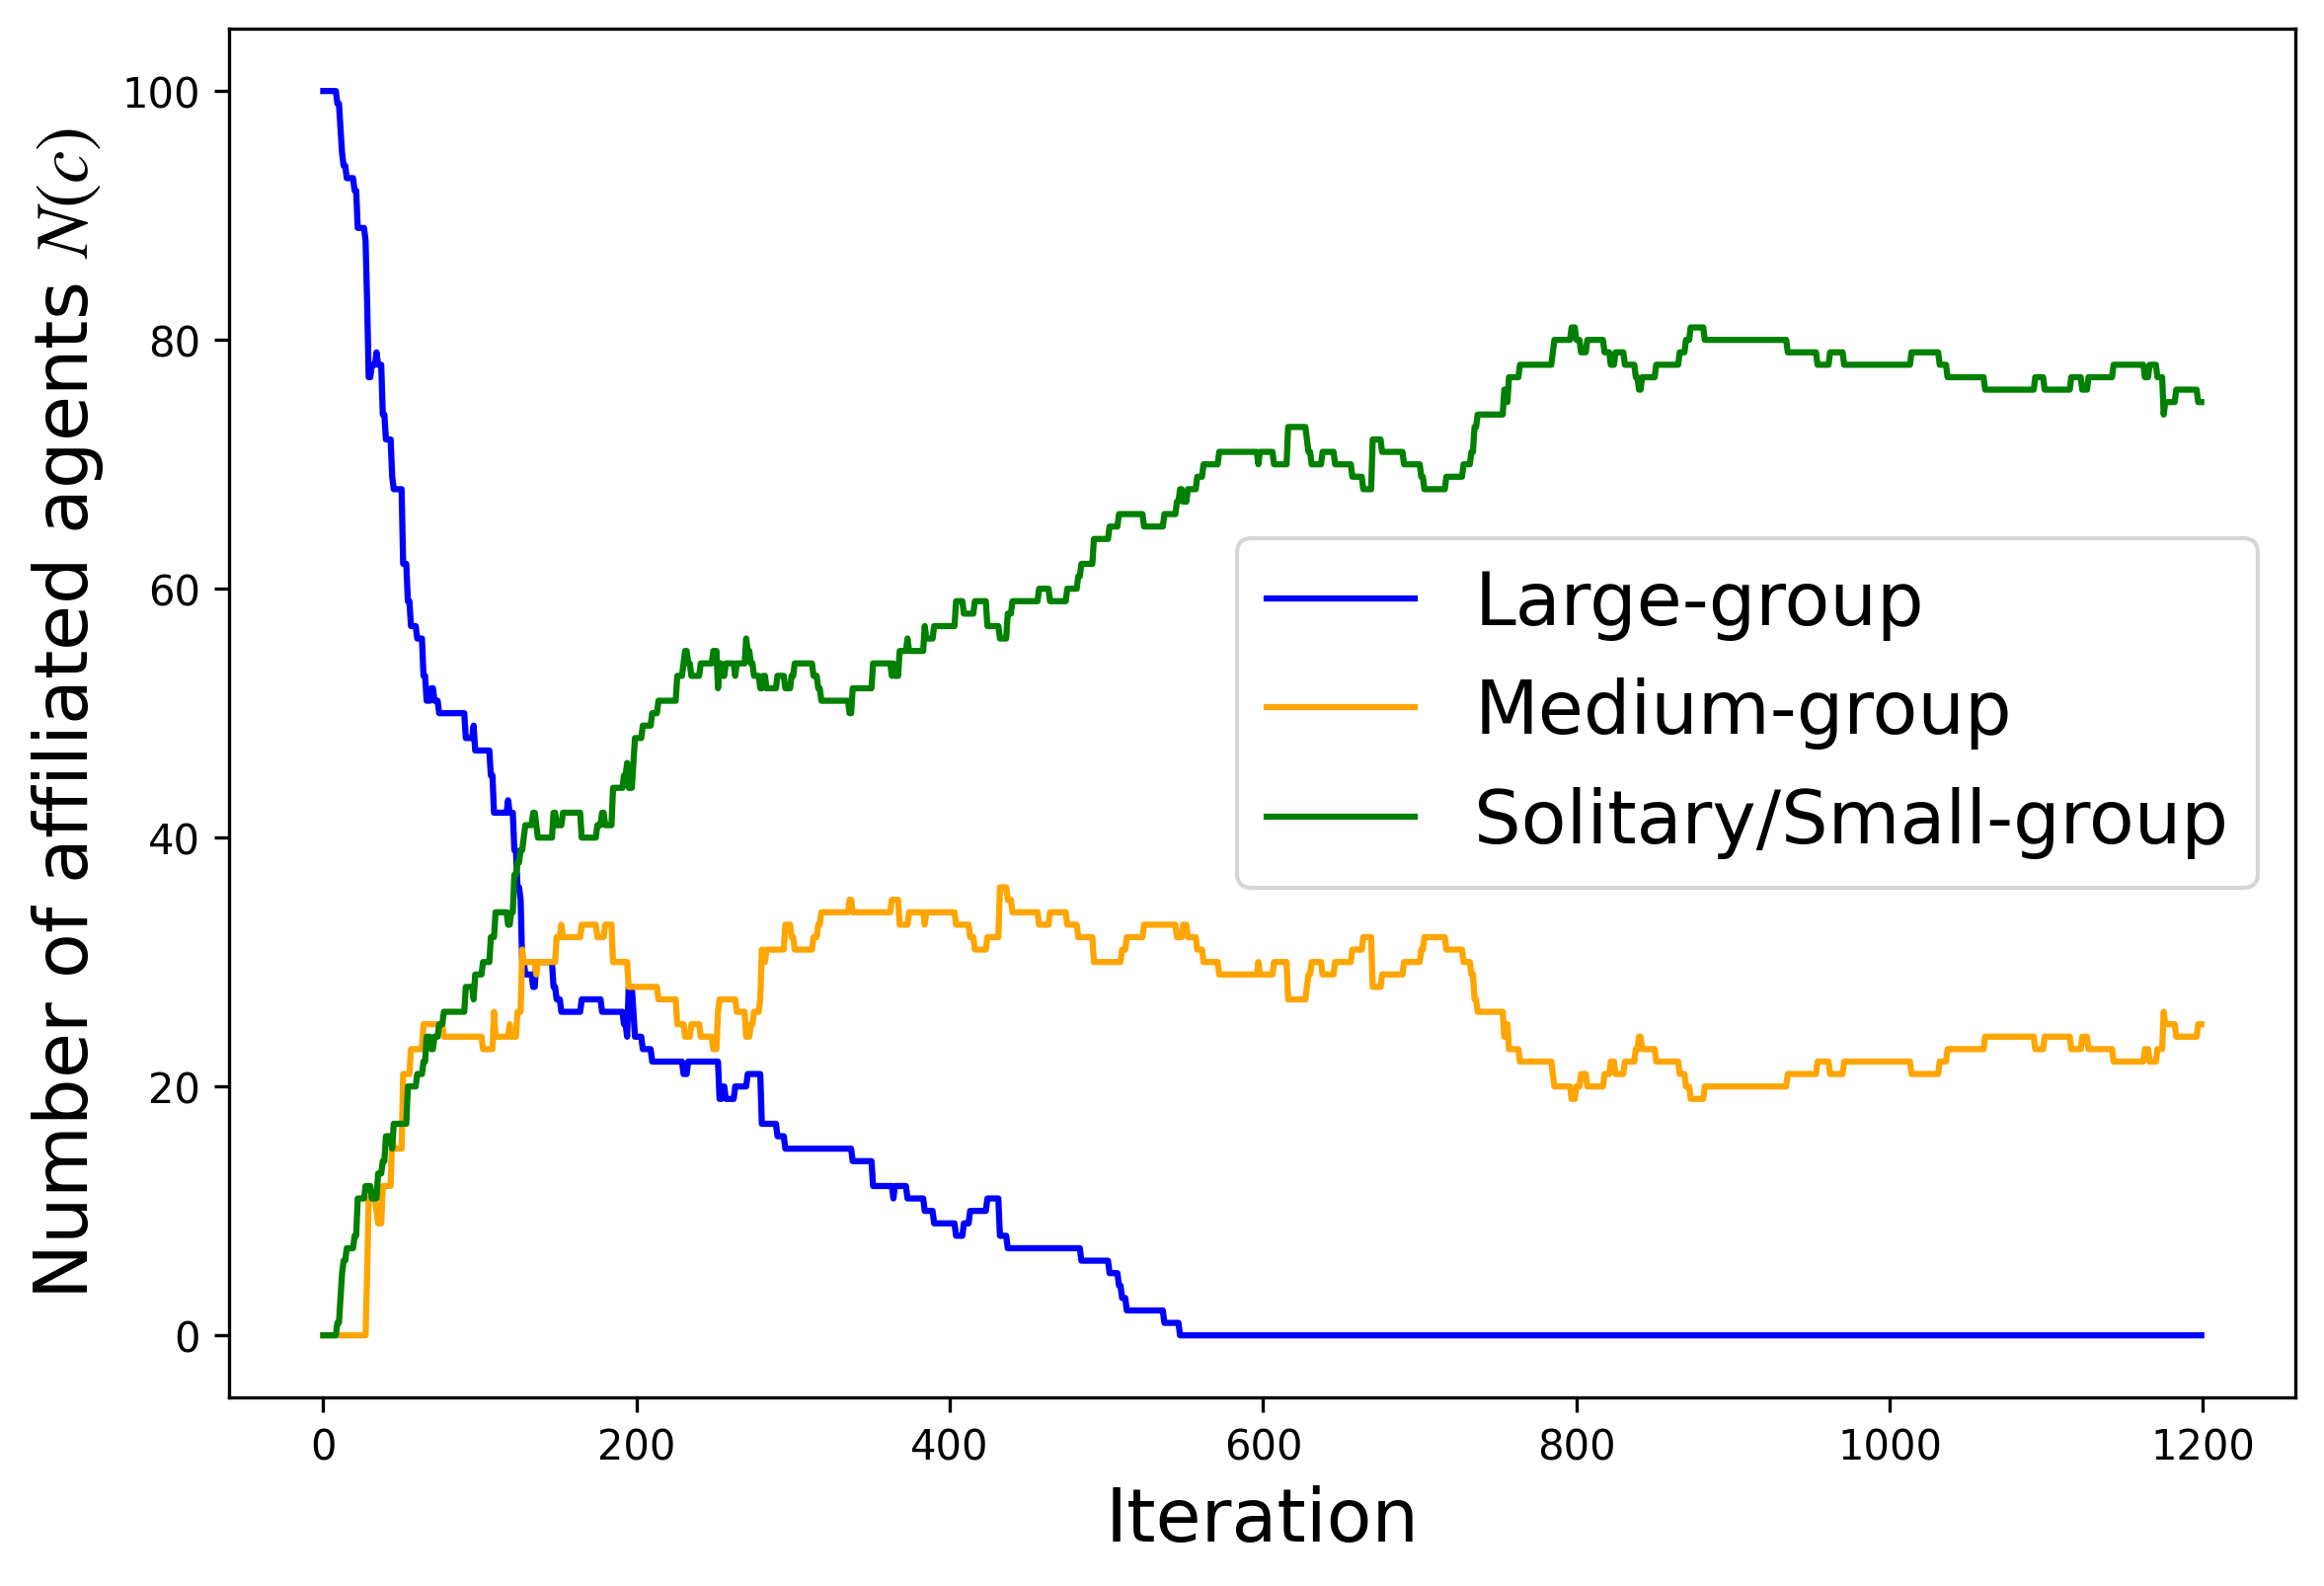 Number of affiliated agents N(c)
100
80
60
40
20
0
Large-group
Medium-group
Solitary/Small-group
0 200 400 600 800 1000 1200
Iteration